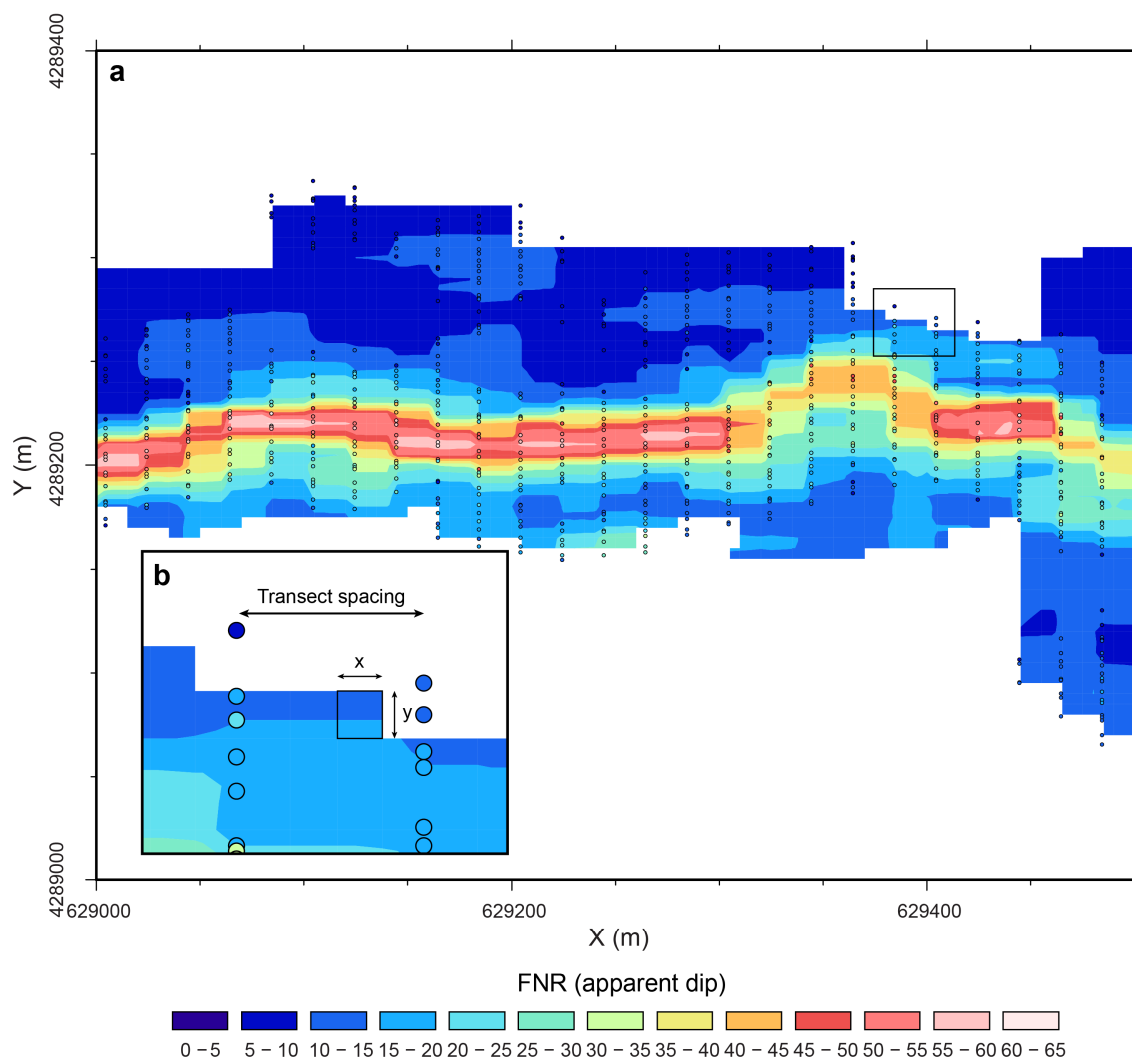 a
4289400
4289200
4289000
Y (m)
b
Transect spacing
x
y
629000
629200
629400
X (m)
FNR (apparent dip)
0 – 5
5 – 10
10 – 15
15 – 20
20 – 25
25 – 30
30 – 35
35 – 40
40 – 45
45 – 50
50 – 55
55 – 60
60 – 65